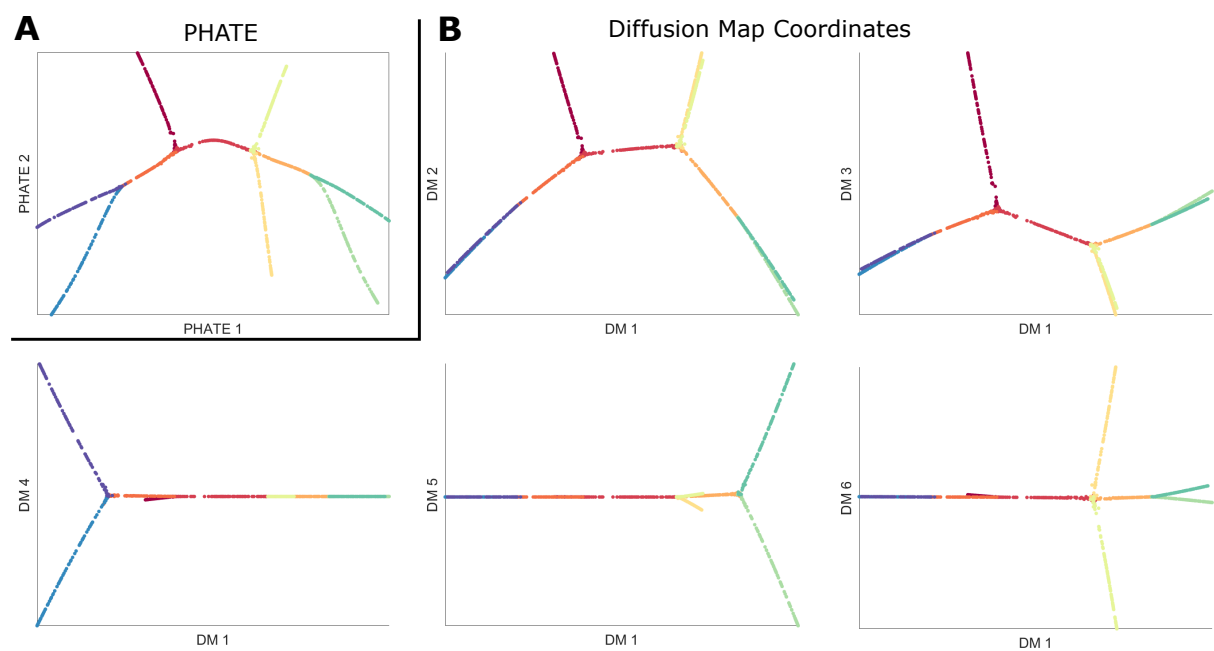 A PHATE
PHATE 2
PHATE 1
B Diffusion Map Coordinates
DM 2
DM 1
DM 3
DM 1
DM 4
DM 1
DM 5
DM 1
DM 6
DM 1